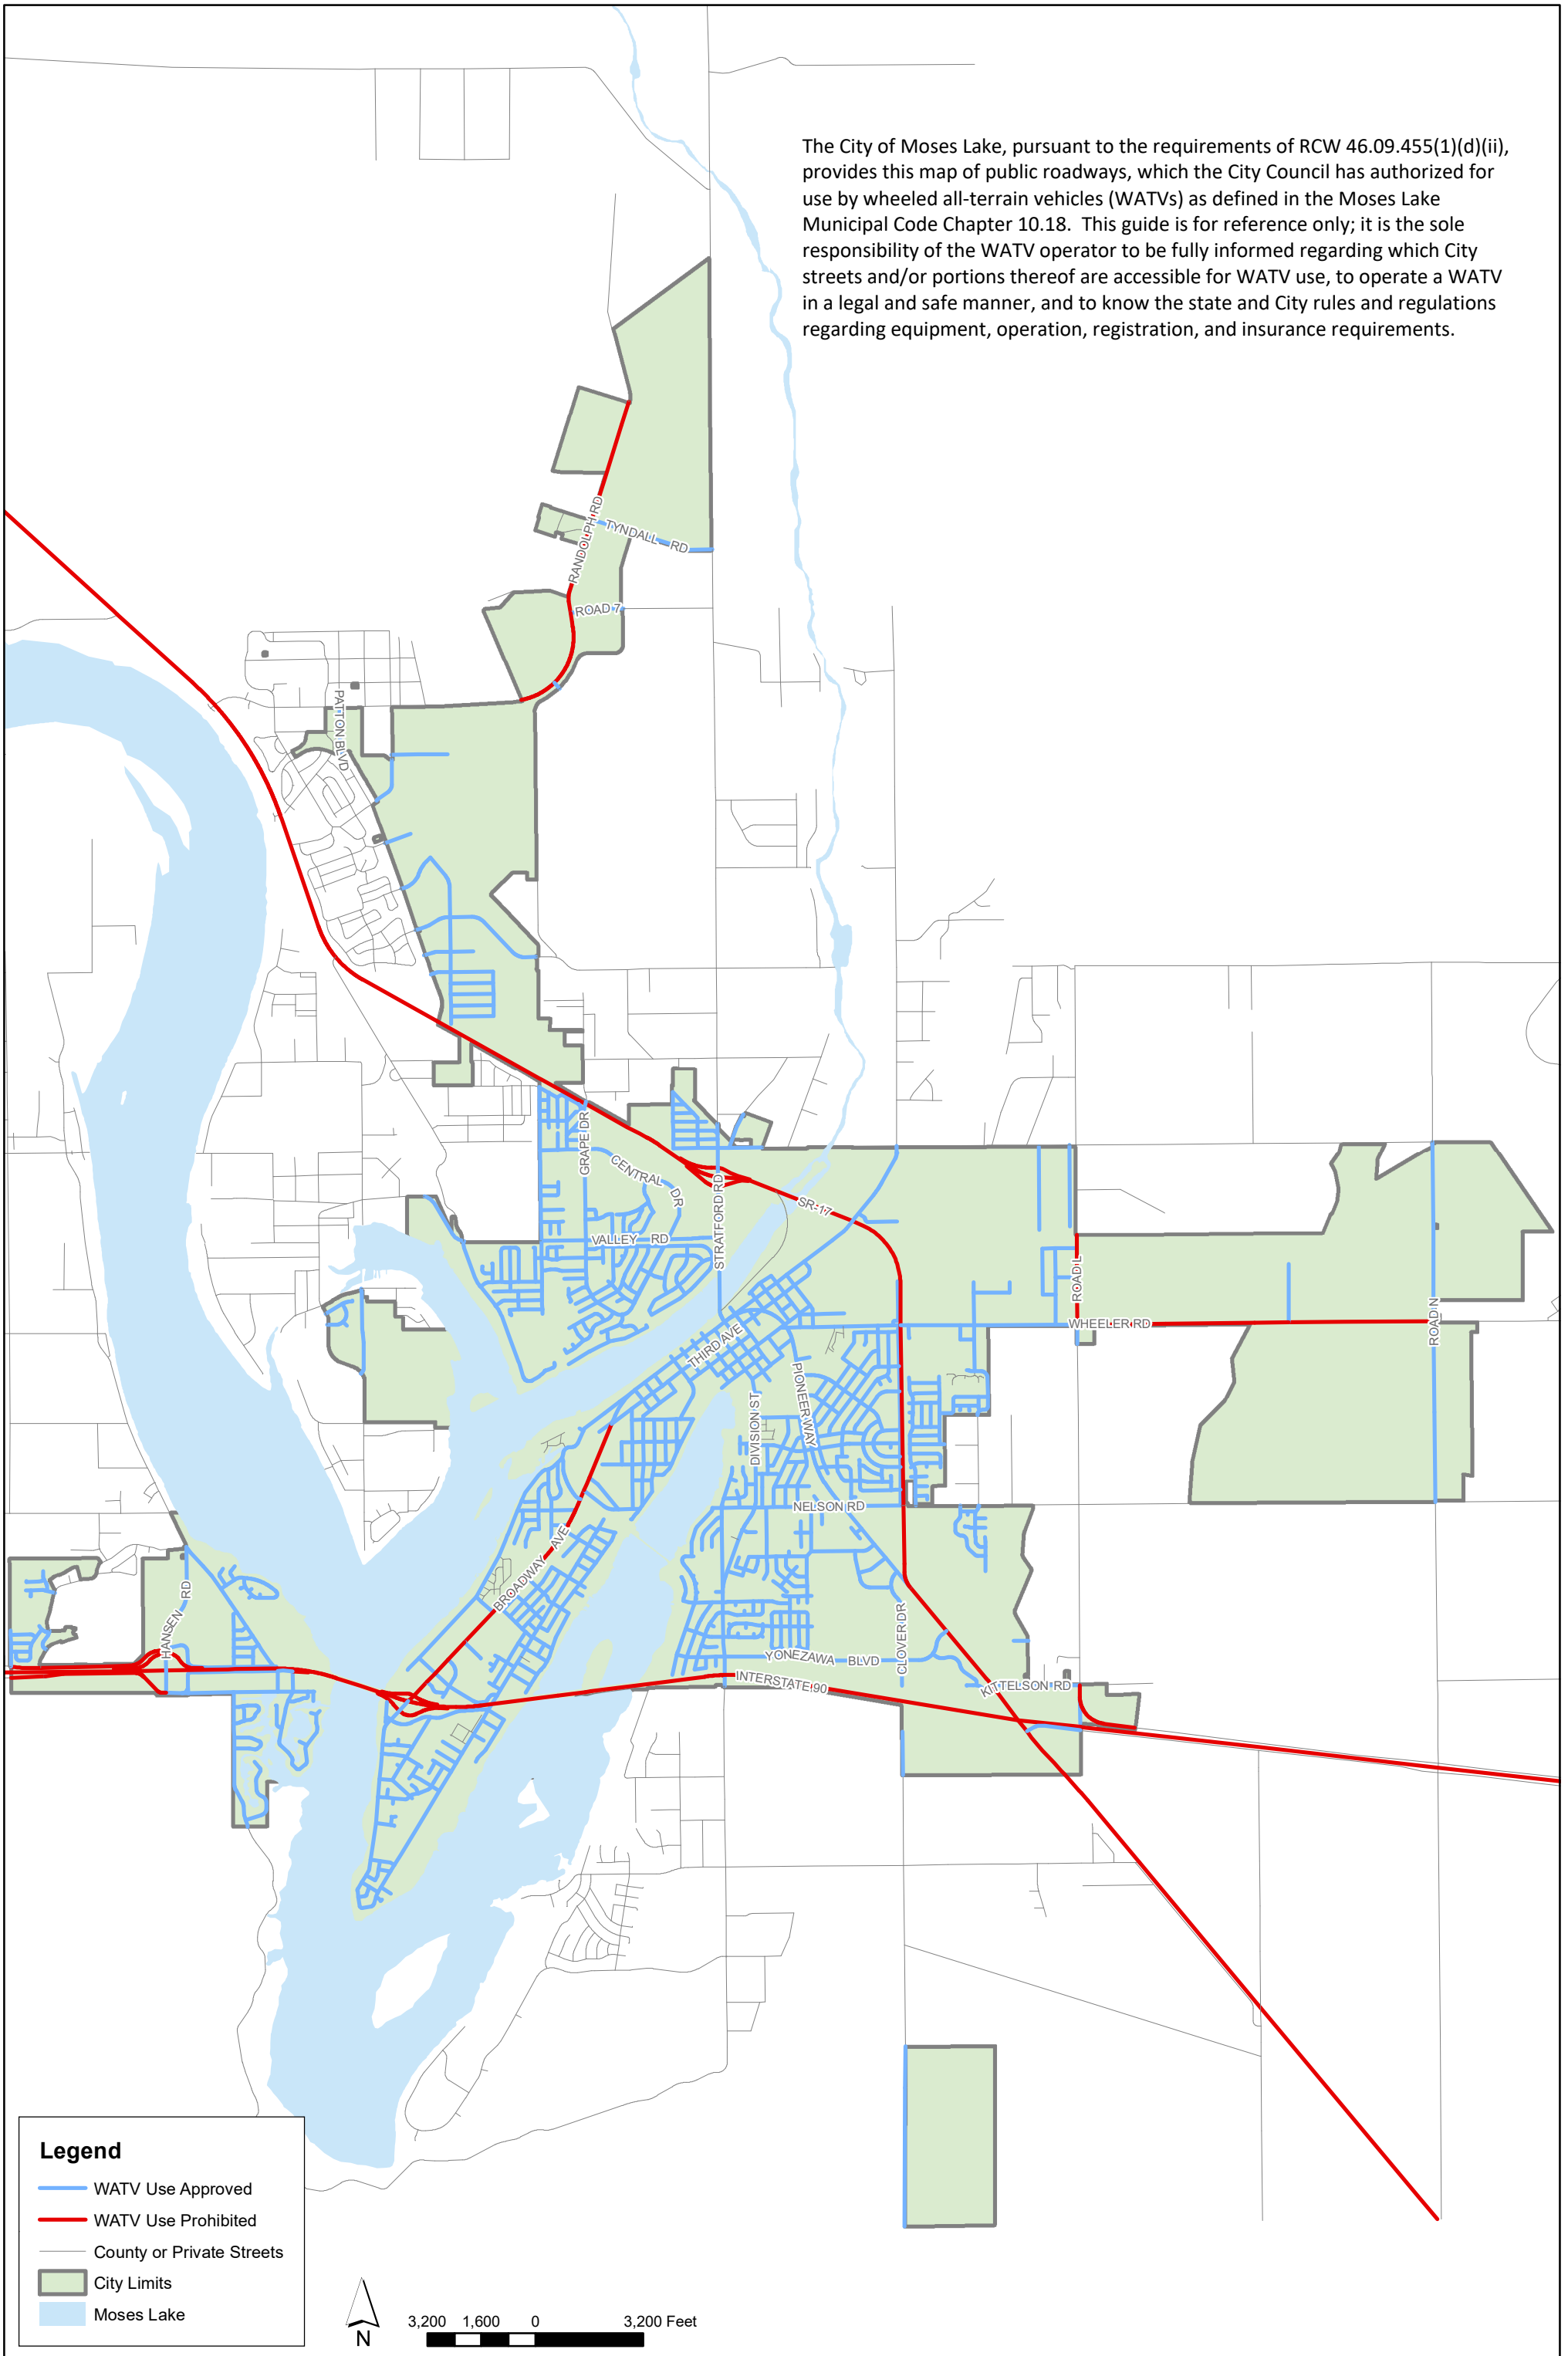 The City of Moses Lake, pursuant to the requirements of RCW 46.09.455(1)(d)(ii),
provides this map of public roadways, which the City Council has authorized for
use by wheeled all-terrain vehicles (WATVs) as defined in the Moses Lake
Municipal Code Chapter 10.18.  This guide is for reference only; it is the sole
responsibility of the WATV operator to be fully informed regarding which City
streets and/or portions thereof are accessible for WATV use, to operate a WATV
in a legal and safe manner, and to know the state and City rules and regulations
regarding equipment, operation, registration, and insurance requirements.
RANDOLPH RD
TYNDALL RD
ROAD 7
PATTON BLVD
GRAPE DR
CENTRAL DR
STRATFORD RD
SR-17
VALLEY RD
ROAD L
WHEELER RD
ROAD N
THIRD AVE
PIONEER WAY
DIVISION ST
NELSON RD
BROADWAY AVE
HANSEN RD
CLOVER DR
YONEZAWA BLVD
INTERSTATE 90
KITTELSON RD
Legend
WATV Use Approved
WATV Use Prohibited
County or Private Streets
City Limits
Moses Lake
N
3,200 1,600 0 3,200 Feet